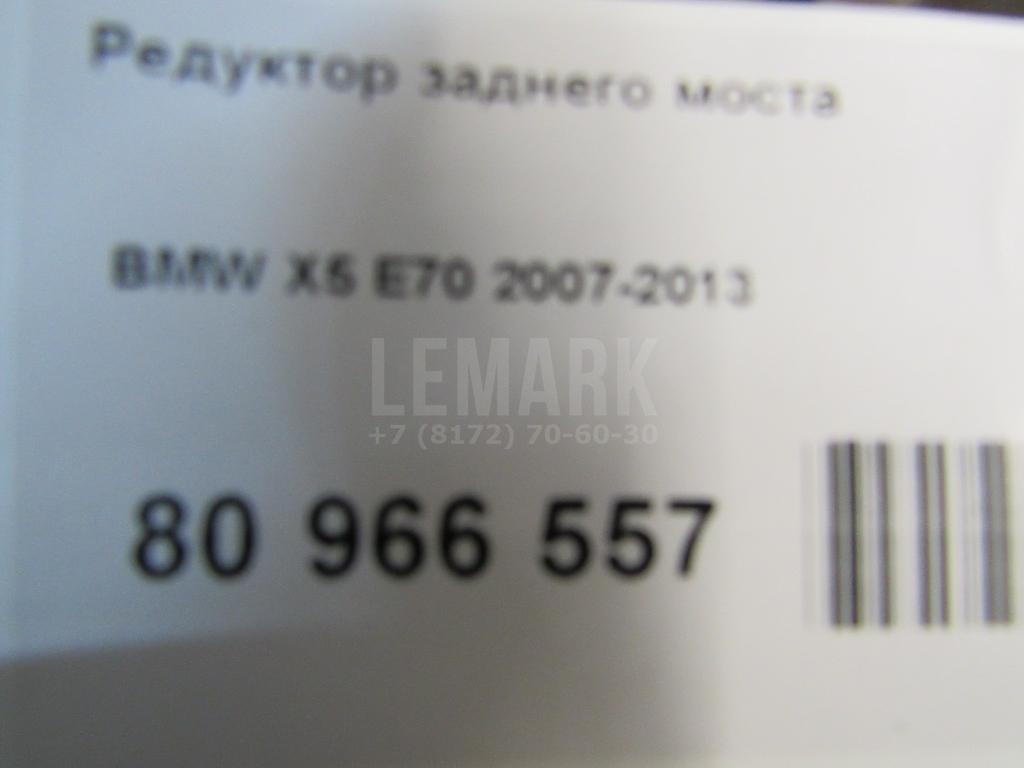 Редуктор заднего моста
BMW X5 E70 2007-2013
LEMARK
+7 (8172) 70-60-30
80 966 557